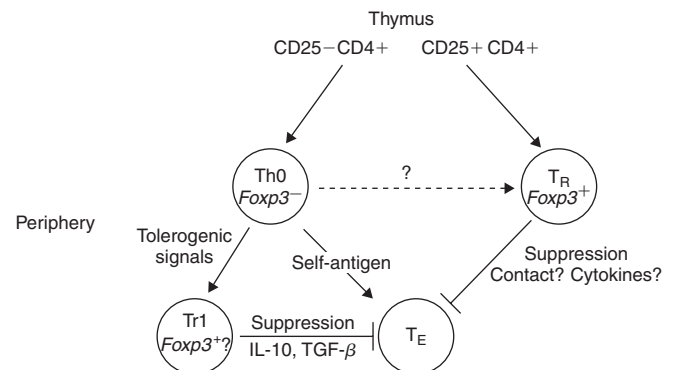 Thymus
CD25−CD4+ CD25+ CD4+
Th0
Foxp3−
?
TR
Foxp3+
Periphery
Tolerogenic
signals
Self-antigen
Suppression
Contact? Cytokines?
Tr1
Foxp3+?
Suppression
IL-10, TGF-β
TE